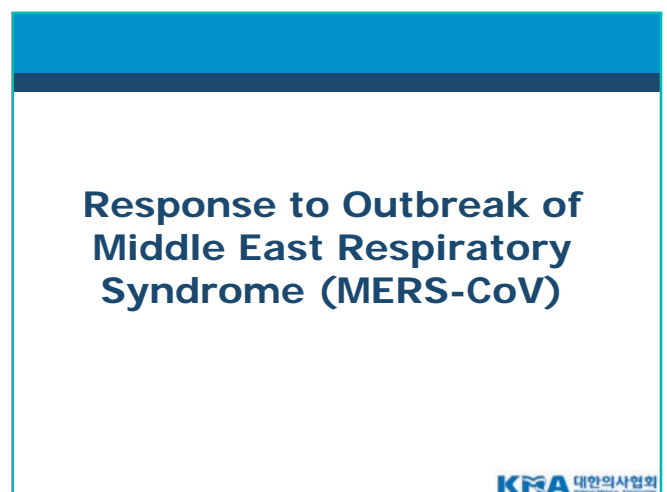 Response to Outbreak of
Middle East Respiratory
Syndrome (MERS-CoV)
KMA 대한의사협회